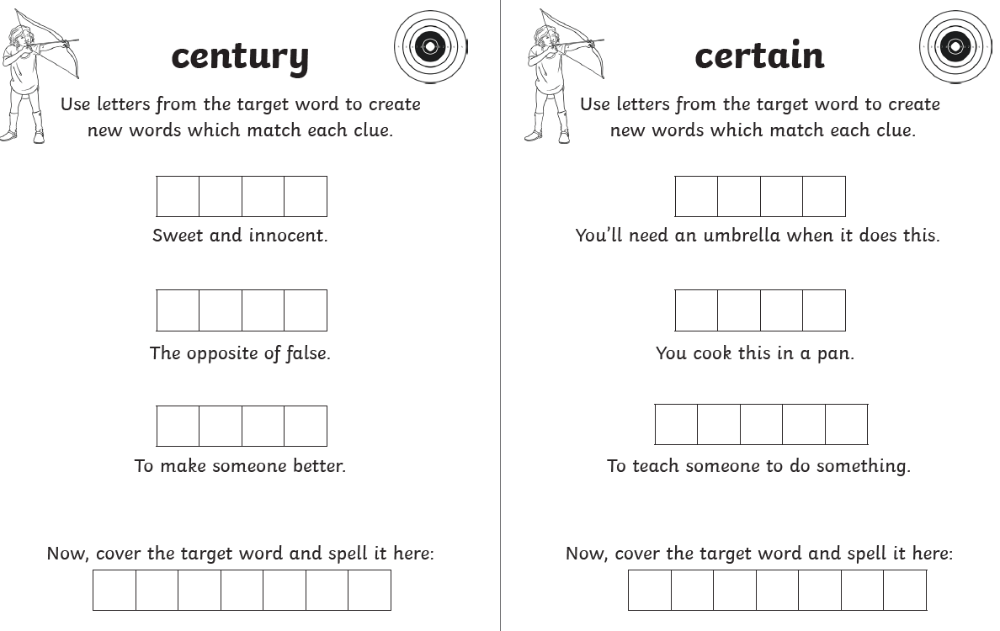 century
Use letters from the target word to create
new words which match each clue.
Sweet and innocent.
The opposite of false.
To make someone better.
Now, cover the target word and spell it here:
certain
Use letters from the target word to create
new words which match each clue.
You'll need an umbrella when it does this.
You cook this in a pan.
To teach someone to do something.
Now, cover the target word and spell it here: